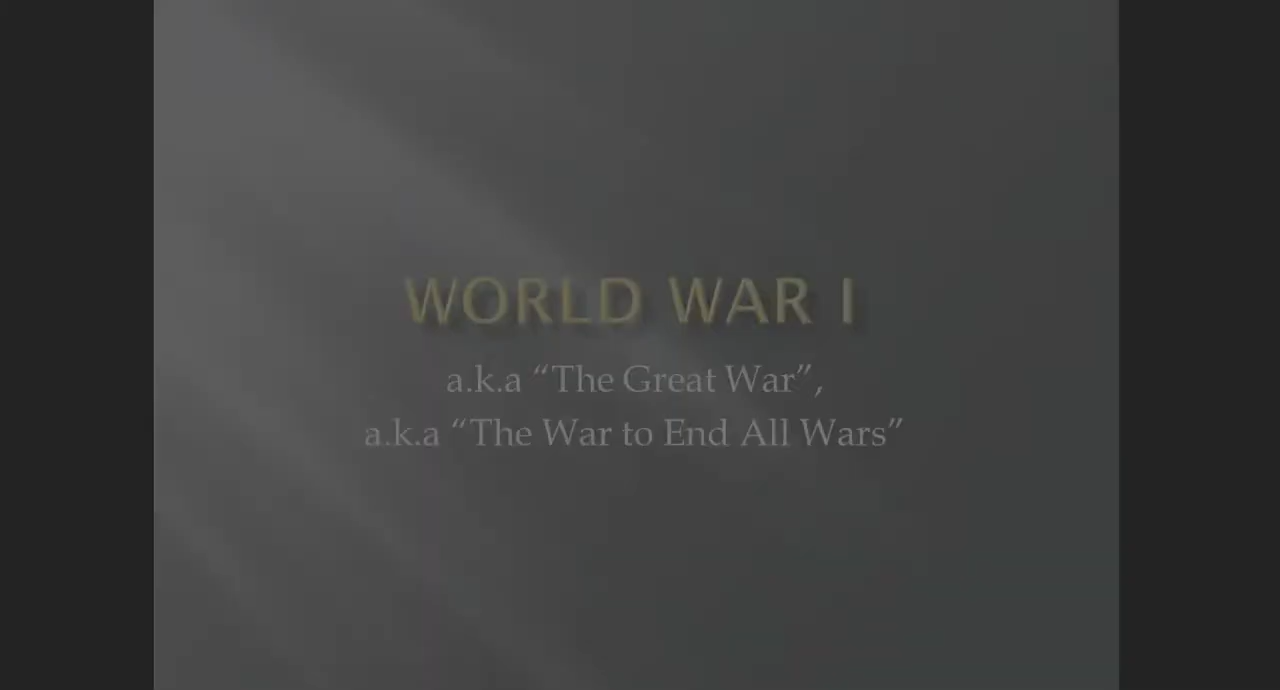 WORLD WAR I
a.k.a “The Great War”,
a.k.a “The War to End All Wars”